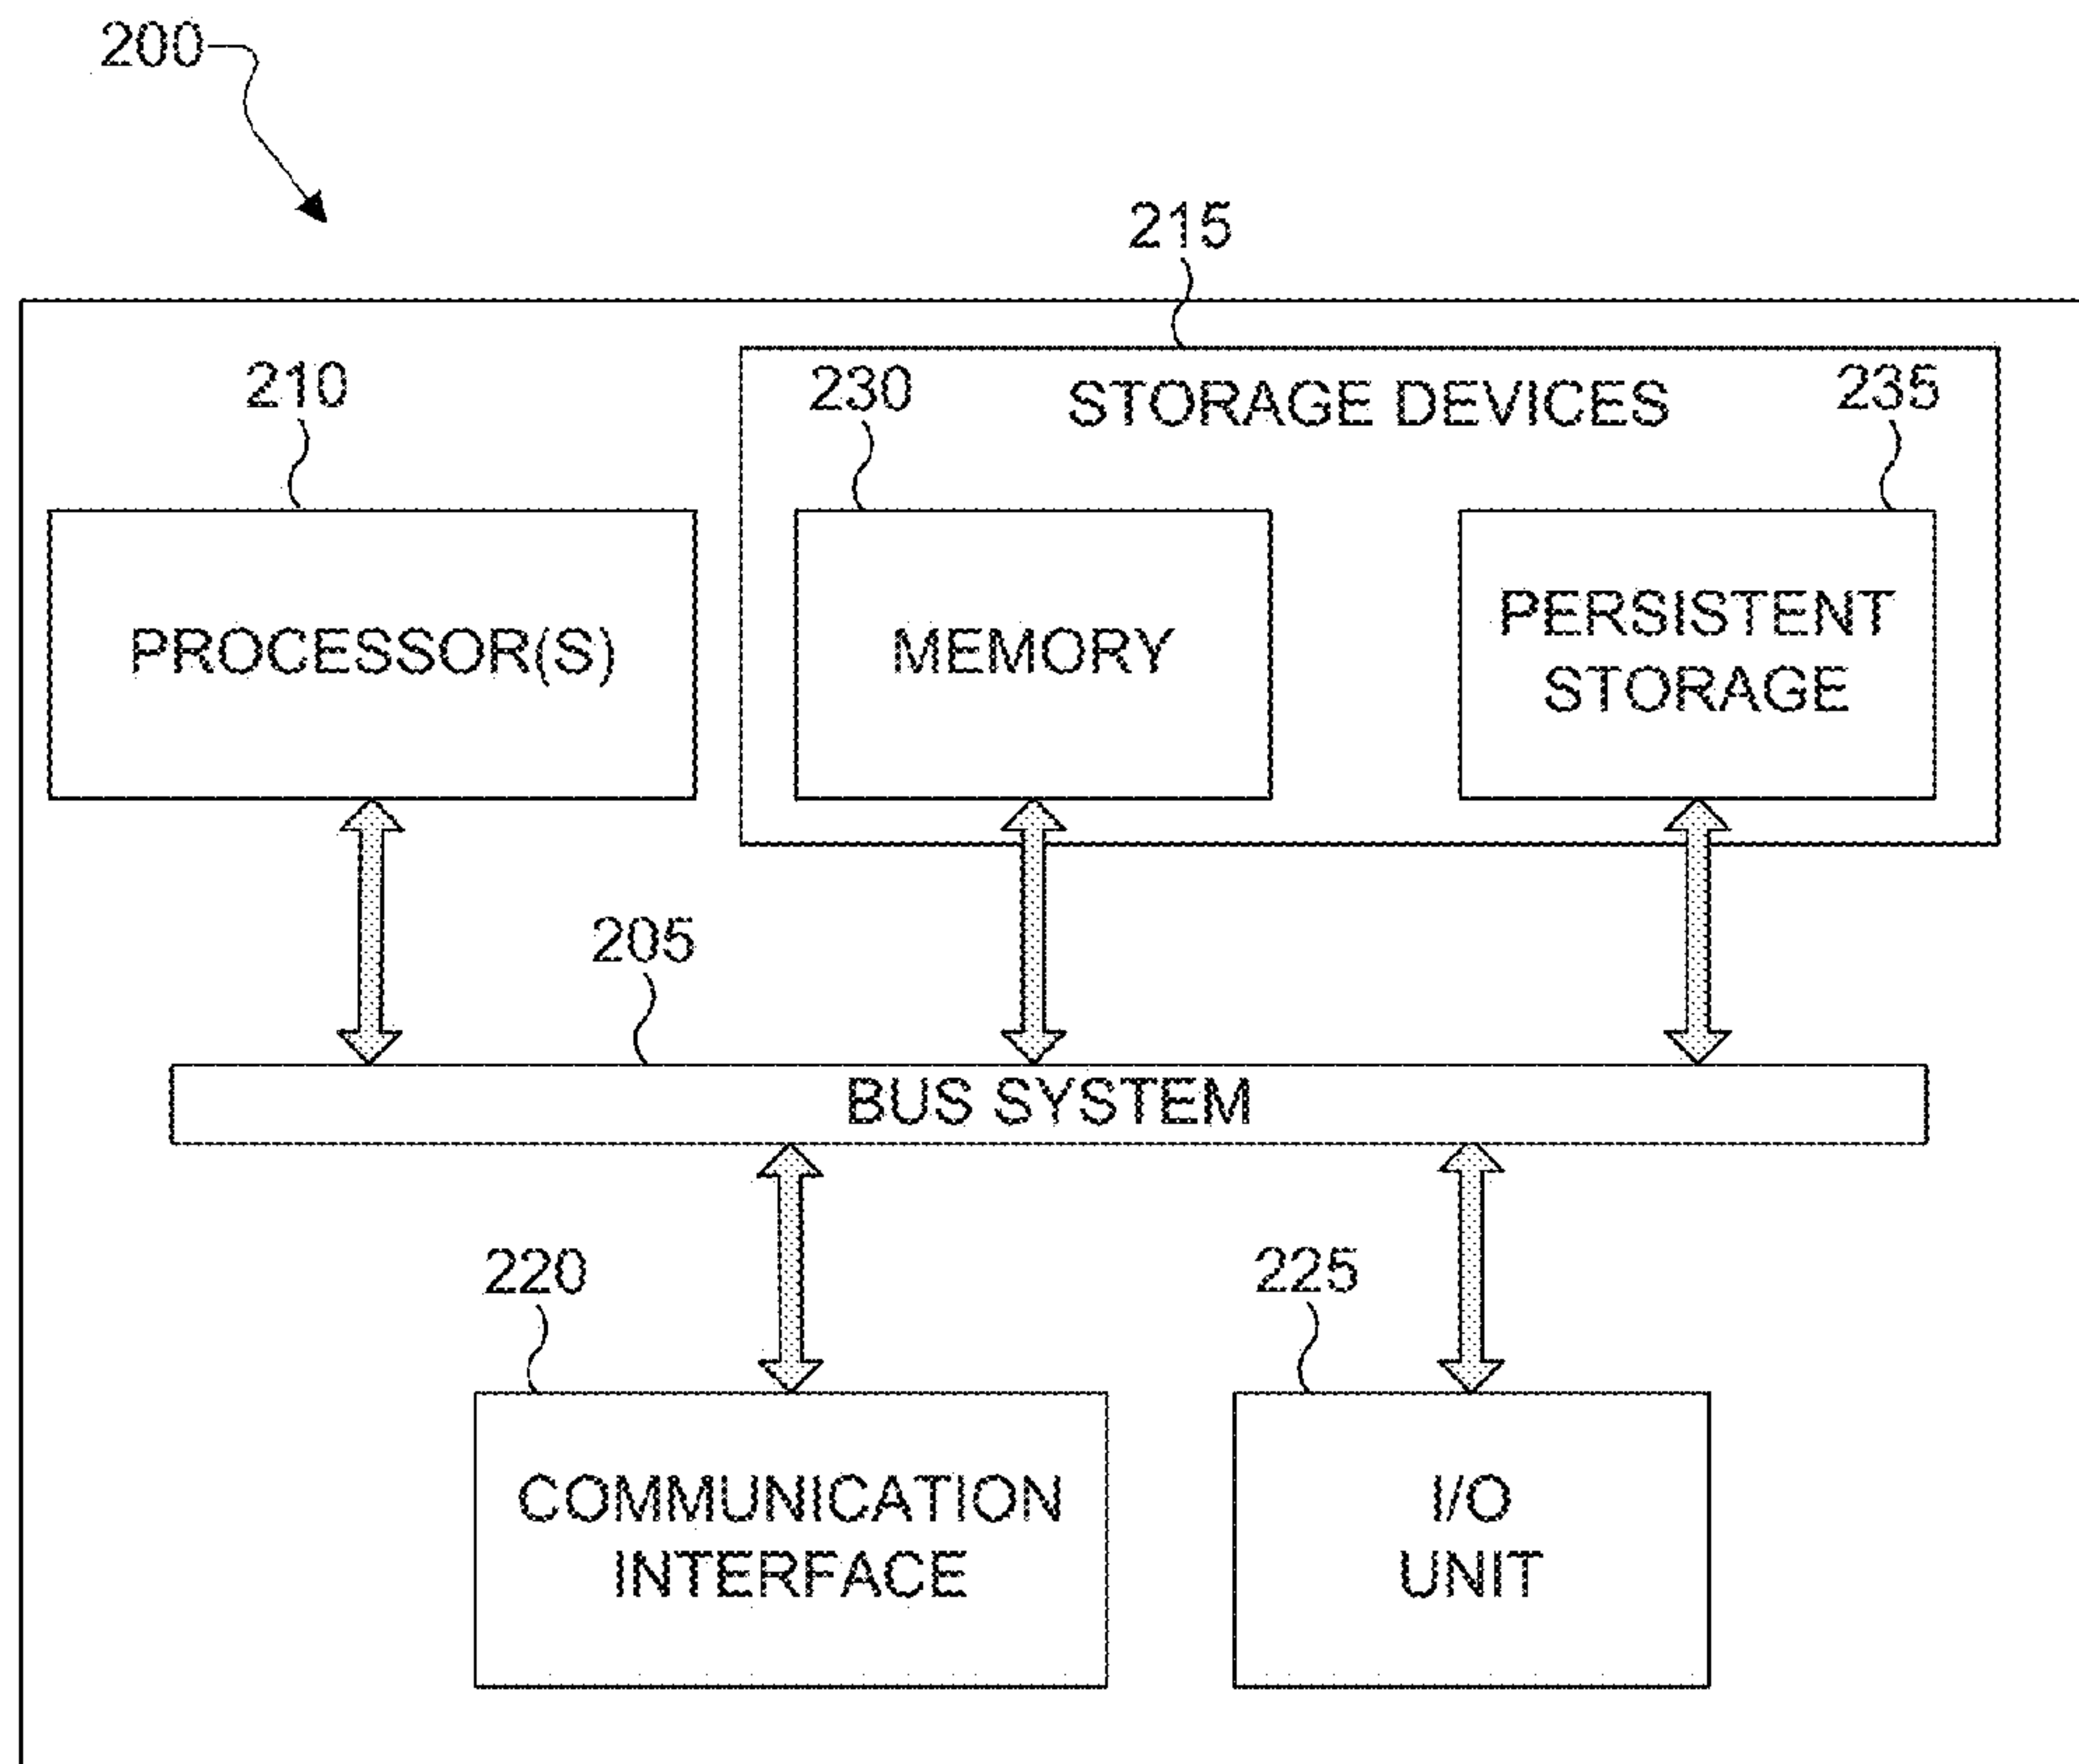 200
215
210
230
STORAGE DEVICES
235
PROCESSOR(S)
MEMORY
PERSISTENT
STORAGE
205
BUS SYSTEM
220
225
COMMUNICATION
INTERFACE
I/O
UNIT